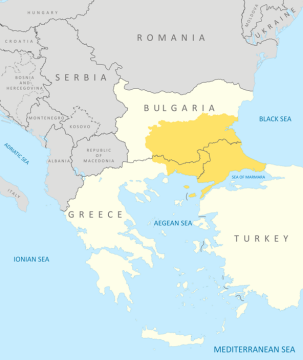 HUNGARY
MOLDOVA
UKRAINE
CROATIA
ROMANIA
BOSNIA
AND
HERZEGOVINA
SERBIA
BULGARIA
BLACK SEA
MONTENEGRO
KOSOVO
ADRIATIC SEA
ALBANIA
REPUBLIC
OF
MACEDONIA
SEA OF MARMARA
ITALY
GREECE
AEGEAN SEA
TURKEY
IONIAN SEA
MEDITERRANEAN SEA